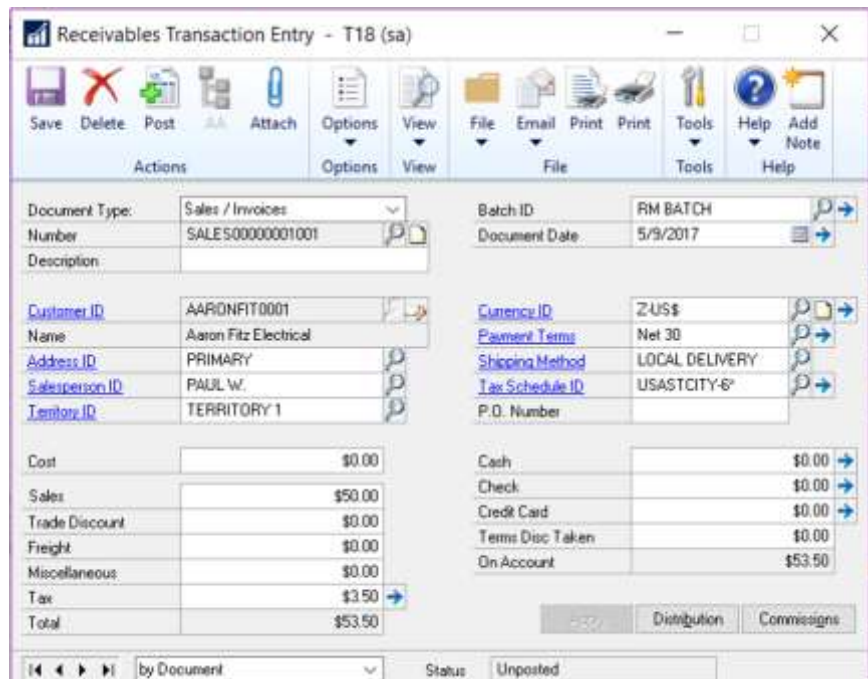 Receivables Transaction Entry - T18 (sa)
Save Delete Post AA Attach Options View File Email Print Print Tools Help Add Note
Actions Options View File Tools Help
Document Type: Sales / Invoices Batch ID RM BATCH
Number SALES00000001001 Document Date 5/9/2017
Description
Customer ID AARONFIT0001 Currency ID Z-US$
Name Aaron Fitz Electrical Payment Terms Net 30
Address ID PRIMARY Shipping Method LOCAL DELIVERY
Salesperson ID PAUL W. Tax Schedule ID USASTCITY-6*
Territory ID TERRITORY 1 P.O. Number
Cost $0.00 Cash $0.00
Sales $50.00 Check $0.00
Trade Discount $0.00 Credit Card $0.00
Freight $0.00 Terms Disc Taken $0.00
Miscellaneous $0.00 On Account $53.50
Tax $3.50
Total $53.50 Distribution Commissions
by Document Status Unposted